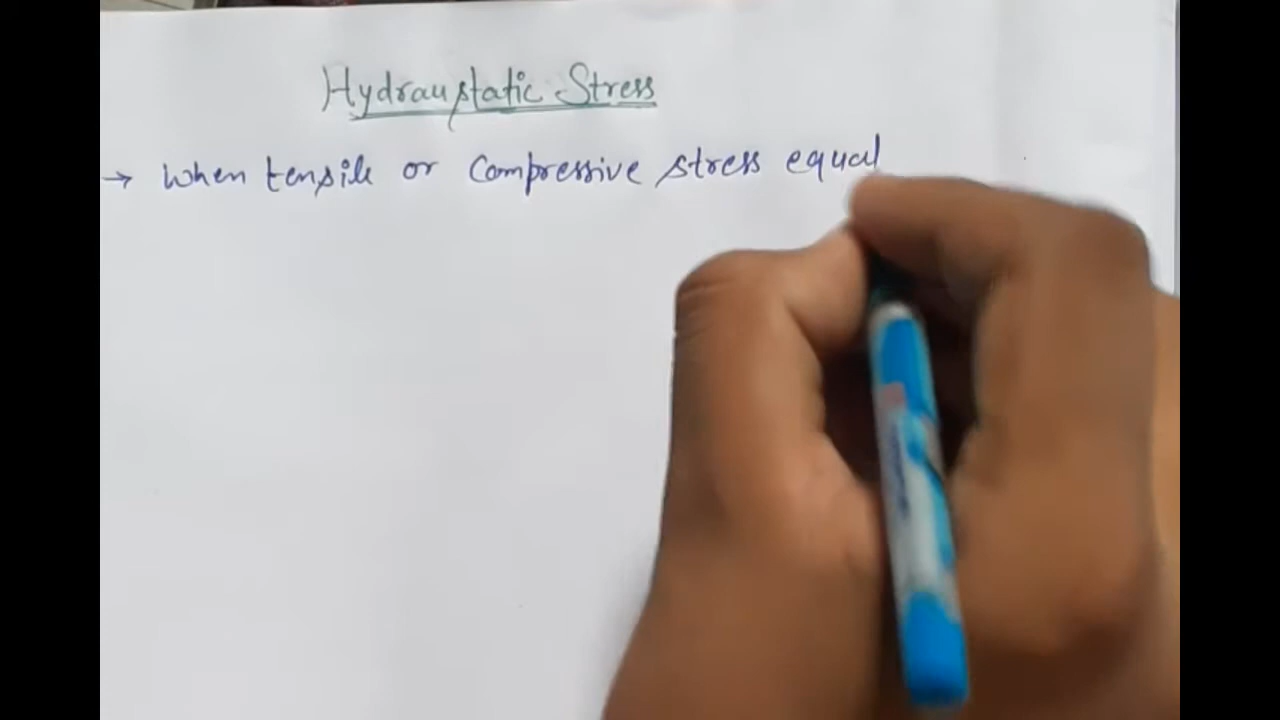 Hydraustatic Stress
→ When tensile or Compressive stress equal